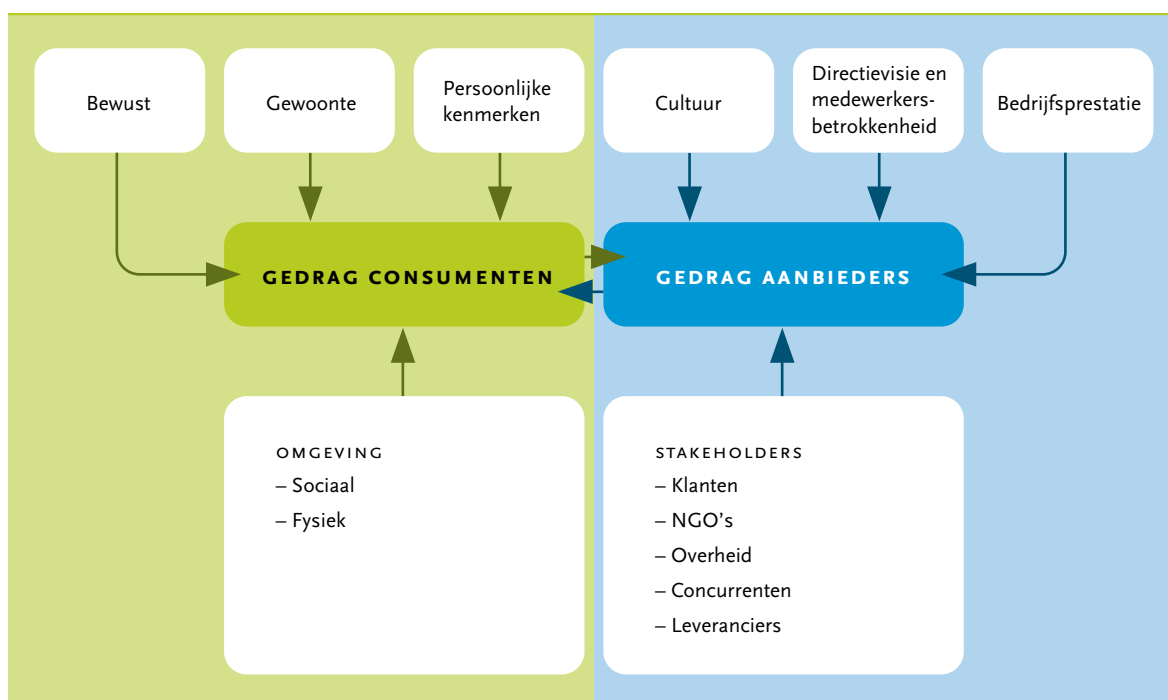 Bewust
Gewoonte
Persoonlijke
kenmerken
Cultuur
Directievisie en
medewerkers-
betrokkenheid
Bedrijfsprestatie
GEDRAG CONSUMENTEN
GEDRAG AANBIEDERS
OMGEVING
– Sociaal
– Fysiek
STAKEHOLDERS
– Klanten
– NGO's
– Overheid
– Concurrenten
– Leveranciers